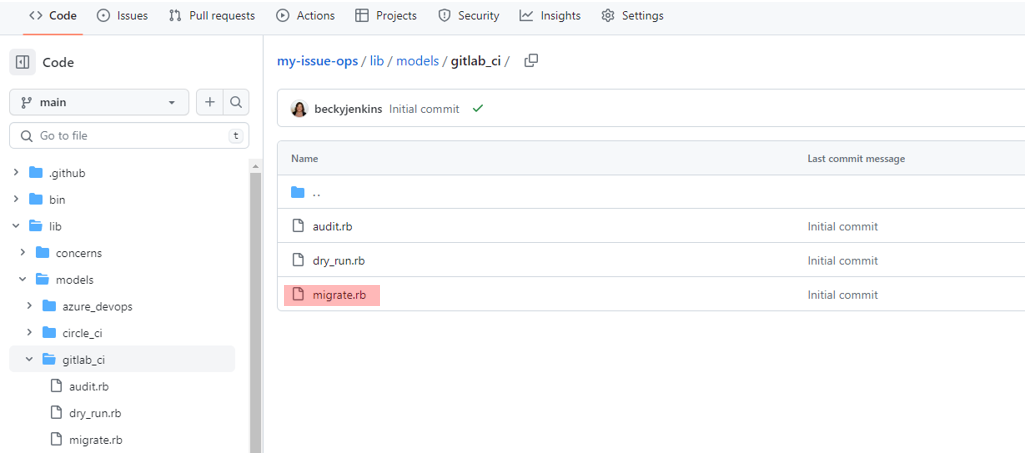 Code Issues Pull requests Actions Projects Security Insights Settings
Code
main
Go to file t
.github
bin
lib
concerns
models
azure_devops
circle_ci
gitlab_ci
audit.rb
dry_run.rb
migrate.rb
my-issue-ops / lib / models / gitlab_ci /
beckyjenkins Initial commit
Name Last commit message
..
audit.rb Initial commit
dry_run.rb Initial commit
migrate.rb Initial commit